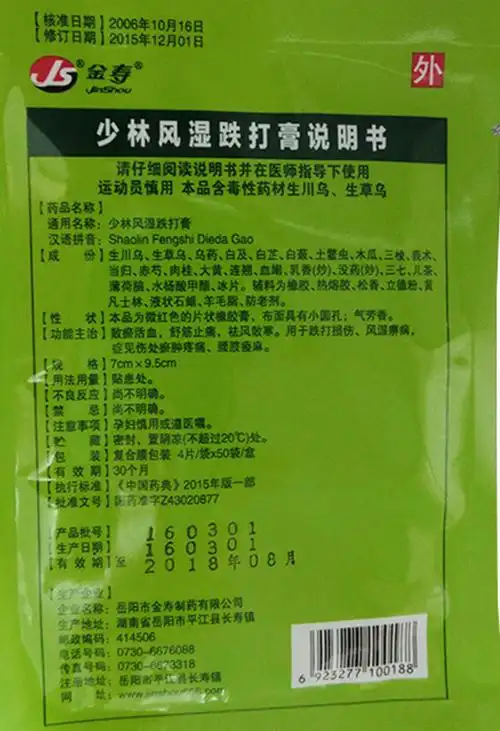 【核准日期】2006年10月16日
【修订日期】2015年12月01日
JS®金寿®
JinShou
外
少林风湿跌打膏说明书
请仔细阅读说明书并在医师指导下使用
运动员慎用 本品含毒性药材生川乌、生草乌
【药品名称】
通用名称：少林风湿跌打膏
汉语拼音：Shaolin Fengshi Dieda Gao
【成 份】生川乌、生草乌、乌药、白及、白芷、白蔹、土鳖虫、木瓜、三棱、莪术、
当归、赤芍、肉桂、大黄、连翘、血竭、乳香(炒)、没药(炒)、三七、儿茶、
薄荷脑、水杨酸甲酯、冰片。辅料为橡胶、热熔胶、松香、立德粉、黄
凡士林、液状石蜡、羊毛脂、防老剂。
【性 状】本品为微红色的片状橡胶膏，布面具有小圆孔；气芳香。
【功能主治】散瘀活血，舒筋止痛，祛风散寒。用于跌打损伤、风湿痹病，
症见伤处瘀肿疼痛、腰膝痠麻。
【规 格】7cm×9.5cm
【用法用量】贴患处。
【不良反应】尚不明确。
【禁 忌】尚不明确。
【注意事项】孕妇慎用或遵医嘱。
【贮 藏】密封，置阴凉(不超过20℃)处。
【包 装】复合膜包装 4片/袋x50袋/盒
【有 效 期】30个月
【执行标准】《中国药典》2015年版一部
【批准文号】国药准字Z43020877
【产品批号】160301
【生产日期】160301
【有 效 期】至 2018年08月
【生产企业】
企业名称：岳阳市金寿制药有限公司
生产地址：湖南省岳阳市平江县长寿镇
邮政编码：414506
电话号码：0730-6676088
传真号码：0730-6673318
注册地址：岳阳市平江县长寿镇
网 址：
6 923277 100188